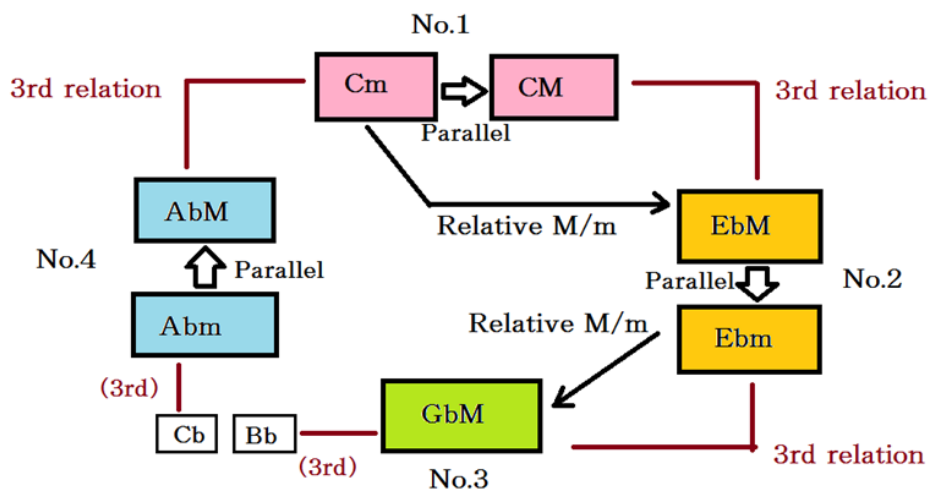 No.1
3rd relation
Cm
CM
3rd relation
Parallel
AbM
Relative M/m
EbM
No.4
Parallel
Parallel
No.2
Abm
Relative M/m
Ebm
(3rd)
GbM
Cb
Bb
(3rd)
3rd relation
No.3